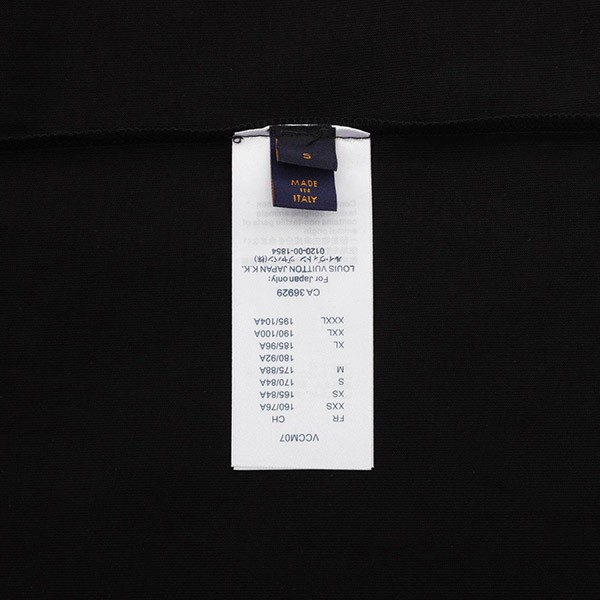 S
MADE
IN
ITALY
VCCM07
FR CH
XXS 160/76A
XS 165/84A
S 170/84A
M 175/88A
180/92A
XL 185/96A
XXL 190/100A
XXXL 195/104A
CA 36929
For Japan only:
LOUIS VUITTON JAPAN K.K.
ルイ・ヴィトン ジャパン(株)
0120-00-1854